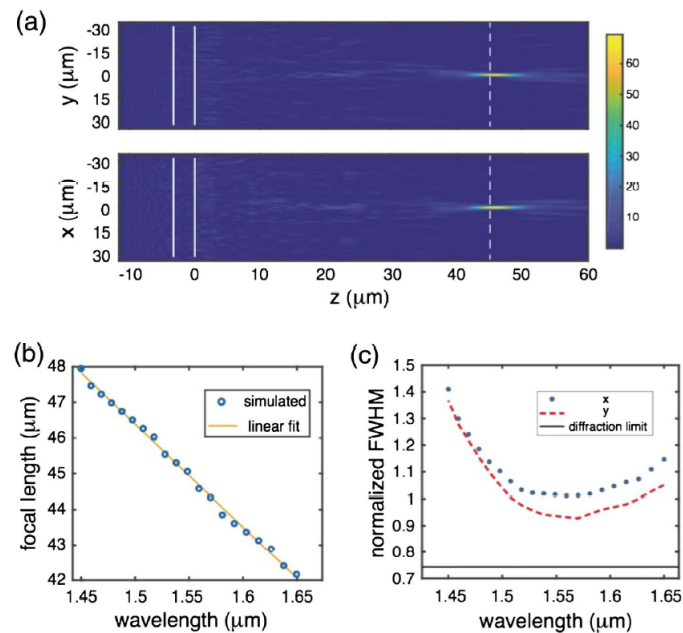 (a)
-30
-15
0
15
30
y (μm)
-30
-15
0
15
30
x (μm)
-10 0 10 20 30 40 50 60
z (μm)
60
50
40
30
20
10
(b)
48
47
46
45
44
43
42
focal length (μm)
simulated
linear fit
1.45 1.5 1.55 1.6 1.65
wavelength (μm)
(c)
1.5
1.4
1.3
1.2
1.1
1
0.9
0.8
0.7
normalized FWHM
x
y
diffraction limit
1.45 1.5 1.55 1.6 1.65
wavelength (μm)